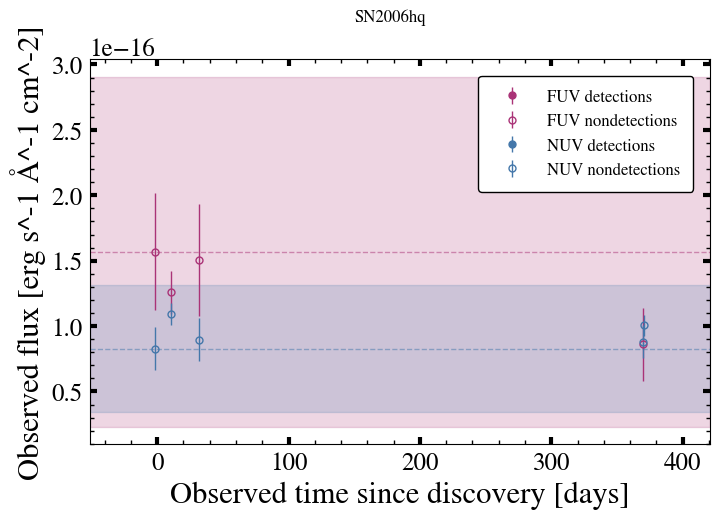 SN2006hq
1e−16
3.0
2.5
2.0
1.5
1.0
0.5
Observed flux [erg s^-1 Å^-1 cm^-2]
FUV detections
FUV nondetections
NUV detections
NUV nondetections
0 100 200 300 400
Observed time since discovery [days]